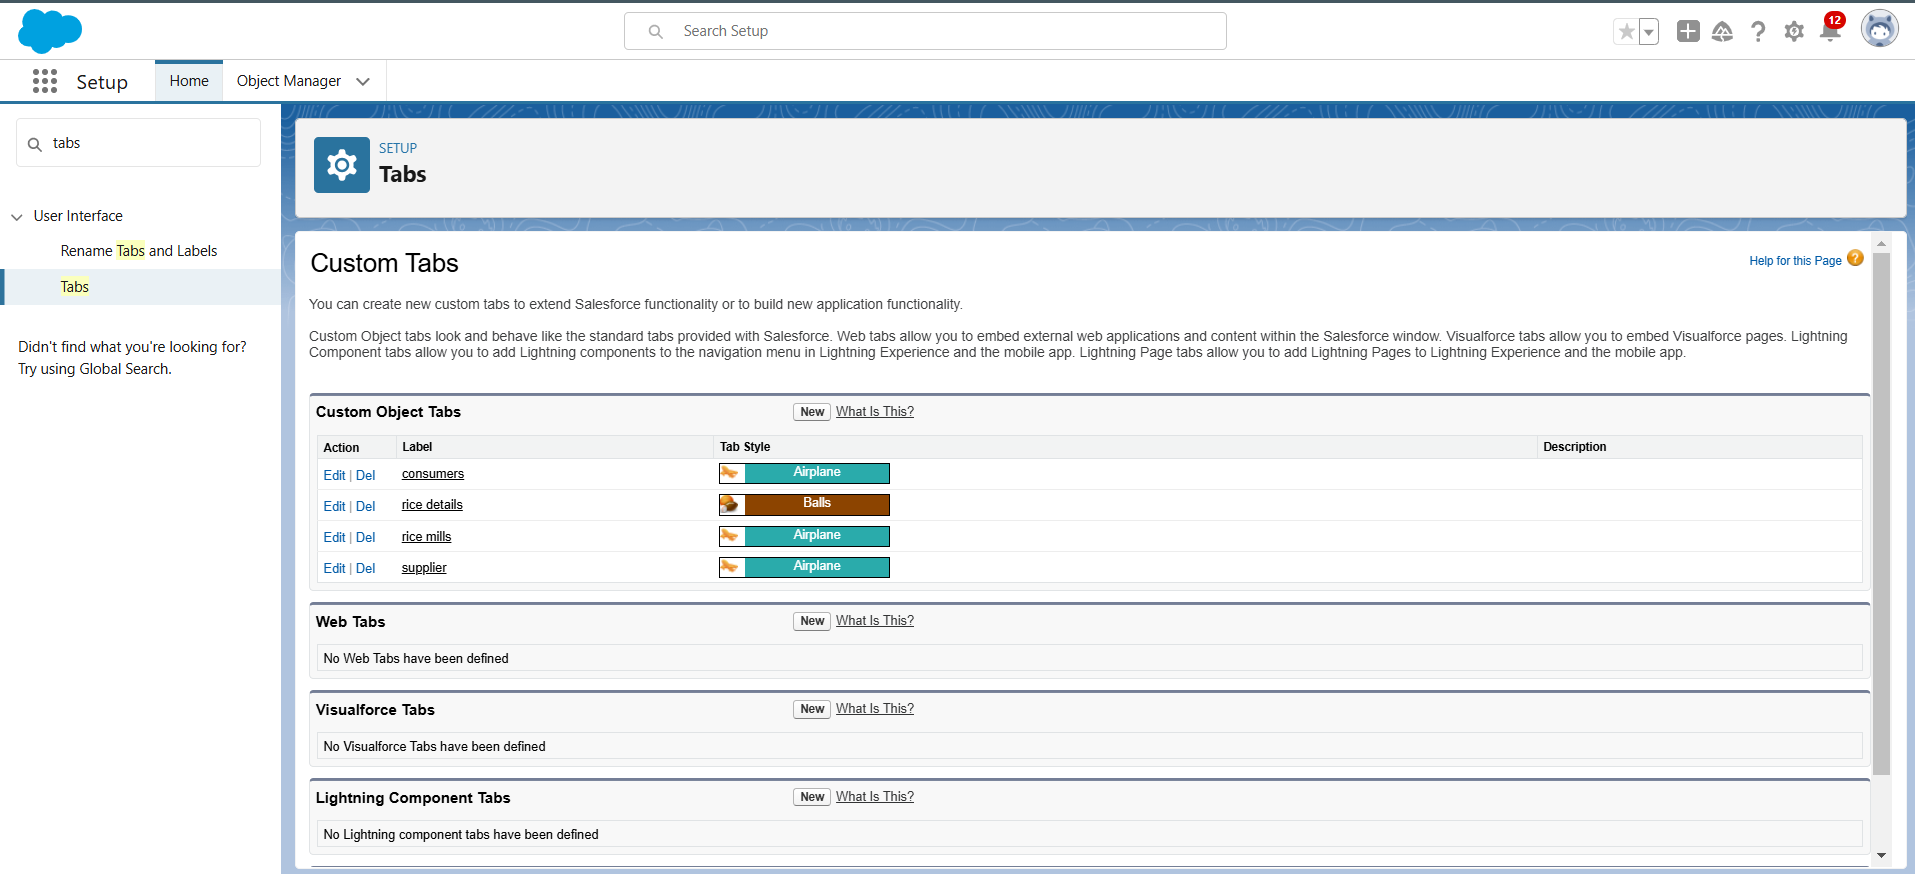 Search Setup
12
Setup
Home
Object Manager
tabs
User Interface
Rename Tabs and Labels
Tabs
Didn't find what you're looking for?
Try using Global Search.
SETUP
Tabs
Custom Tabs
Help for this Page ?
You can create new custom tabs to extend Salesforce functionality or to build new application functionality.
Custom Object tabs look and behave like the standard tabs provided with Salesforce. Web tabs allow you to embed external web applications and content within the Salesforce window. Visualforce tabs allow you to embed Visualforce pages. Lightning
Component tabs allow you to add Lightning components to the navigation menu in Lightning Experience and the mobile app. Lightning Page tabs allow you to add Lightning Pages to Lightning Experience and the mobile app.
Custom Object Tabs New What Is This?
Action Label Tab Style Description
Edit | Del consumers Airplane
Edit | Del rice details Balls
Edit | Del rice mills Airplane
Edit | Del supplier Airplane
Web Tabs New What Is This?
No Web Tabs have been defined
Visualforce Tabs New What Is This?
No Visualforce Tabs have been defined
Lightning Component Tabs New What Is This?
No Lightning component tabs have been defined